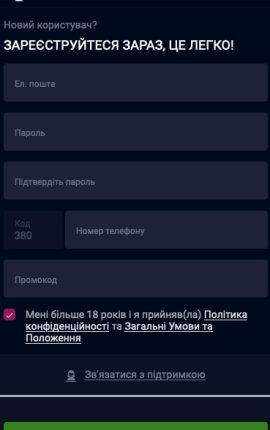 Новий користувач?
ЗАРЕЄСТРУЙТЕСЯ ЗАРАЗ, ЦЕ ЛЕГКО!
Ел. пошта
Пароль
Підтвердіть пароль
Код
380
Номер телефону
Промокод
Мені більше 18 років і я прийняв(ла) Політика
конфіденційності та Загальні Умови та
Положення
Зв'язатися з підтримкою